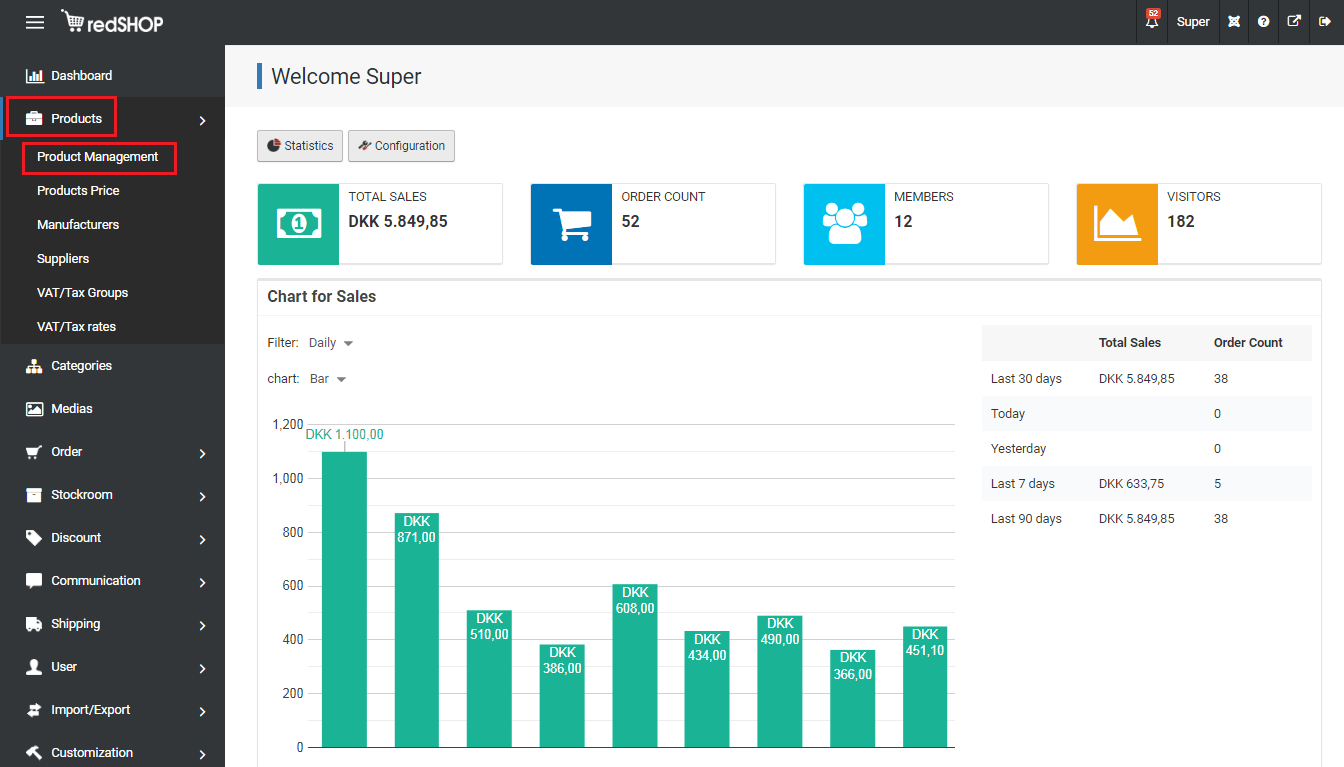 redSHOP
52
Super
Dashboard
Products
Product Management
Products Price
Manufacturers
Suppliers
VAT/Tax Groups
VAT/Tax rates
Categories
Medias
Order
Stockroom
Discount
Communication
Shipping
User
Import/Export
Customization
Welcome Super
Statistics
Configuration
1
TOTAL SALES
DKK 5.849,85
ORDER COUNT
52
MEMBERS
12
VISITORS
182
Chart for Sales
Filter: Daily
chart: Bar
1,200
1,000
800
600
400
200
0
DKK 1.100,00
DKK
871,00
DKK
510,00
DKK
386,00
DKK
608,00
DKK
434,00
DKK
490,00
DKK
366,00
DKK
451,10
Total Sales Order Count
Last 30 days DKK 5.849,85 38
Today 0
Yesterday 0
Last 7 days DKK 633,75 5
Last 90 days DKK 5.849,85 38